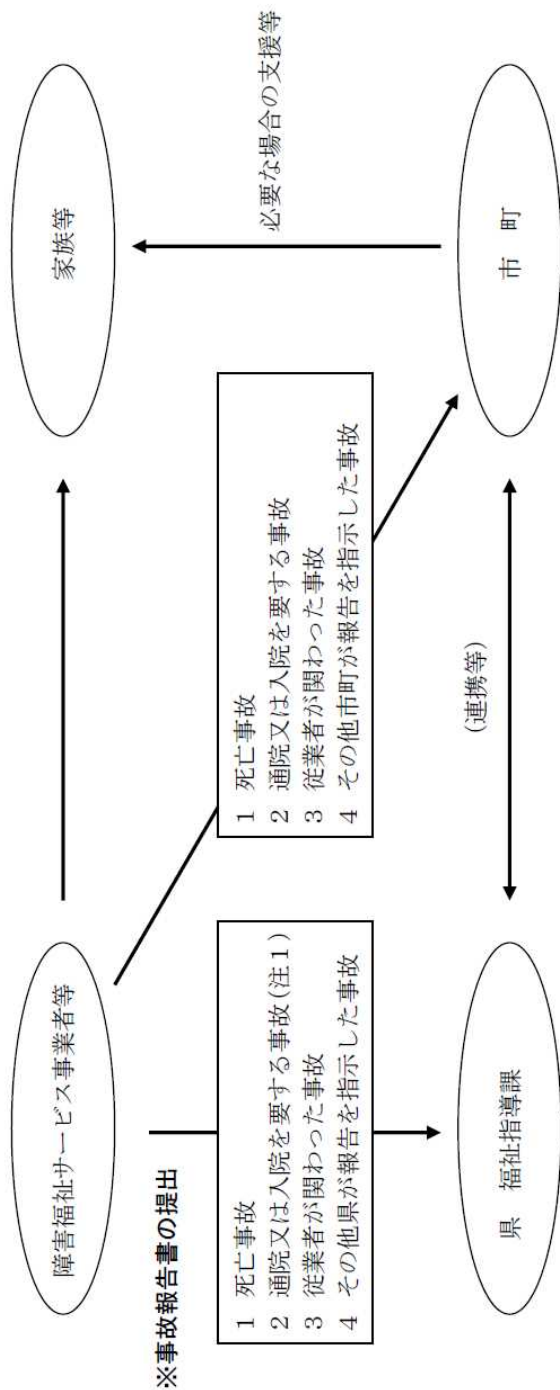 障害福祉サービス事業者等
家族等
※事故報告書の提出
1 死亡事故
2 通院又は入院を要する事故(注1)
3 従業者が関わった事故
4 その他県が報告を指示した事故
1 死亡事故
2 通院又は入院を要する事故
3 従業者が関わった事故
4 その他市町が報告を指示した事故
必要な場合の支援等
県 福祉指導課
(連携等)
市 町